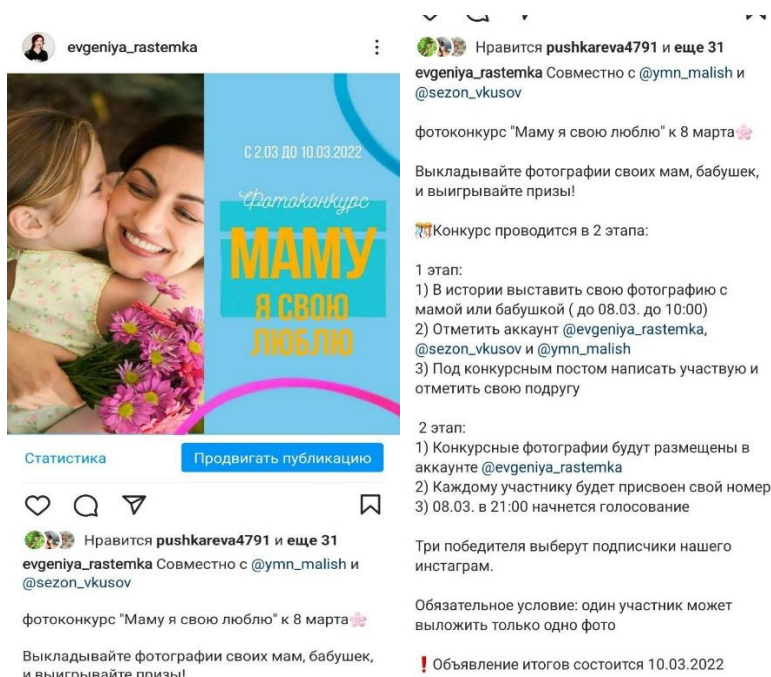 evgeniya_rastemka
С 2.03 ДО 10.03.2022
Фотоконкурс
МАМУ
Я СВОЮ
ЛЮБЛЮ
Статистика
Продвигать публикацию
Нравится pushkareva4791 и еще 31
evgeniya_rastemka Совместно с @ymn_malish и
@sezon_vkusov
фотоконкурс "Маму я свою люблю" к 8 марта🌸
Выкладывайте фотографии своих мам, бабушек,
и выигрывайте призы!
Нравится pushkareva4791 и еще 31
evgeniya_rastemka Совместно с @ymn_malish и
@sezon_vkusov
фотоконкурс "Маму я свою люблю" к 8 марта🌸
Выкладывайте фотографии своих мам, бабушек,
и выигрывайте призы!
🎊Конкурс проводится в 2 этапа:
1 этап:
1) В истории выставить свою фотографию с
мамой или бабушкой ( до 08.03. до 10:00)
2) Отметить аккаунт @evgeniya_rastemka,
@sezon_vkusov и @ymn_malish
3) Под конкурсным постом написать участвую и
отметить свою подругу
2 этап:
1) Конкурсные фотографии будут размещены в
аккаунте @evgeniya_rastemka
2) Каждому участнику будет присвоен свой номер
3) 08.03. в 21:00 начнется голосование
Три победителя выберут подписчики нашего
инстаграм.
Обязательное условие: один участник может
выложить только одно фото
❗Объявление итогов состоится 10.03.2022